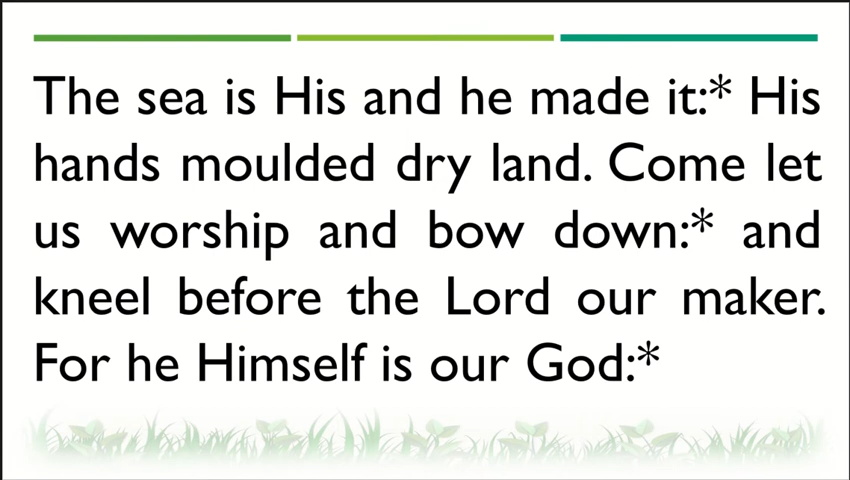 The sea is His and he made it:* His
hands moulded dry land. Come let
us worship and bow down:* and
kneel before the Lord our maker.
For he Himself is our God:*